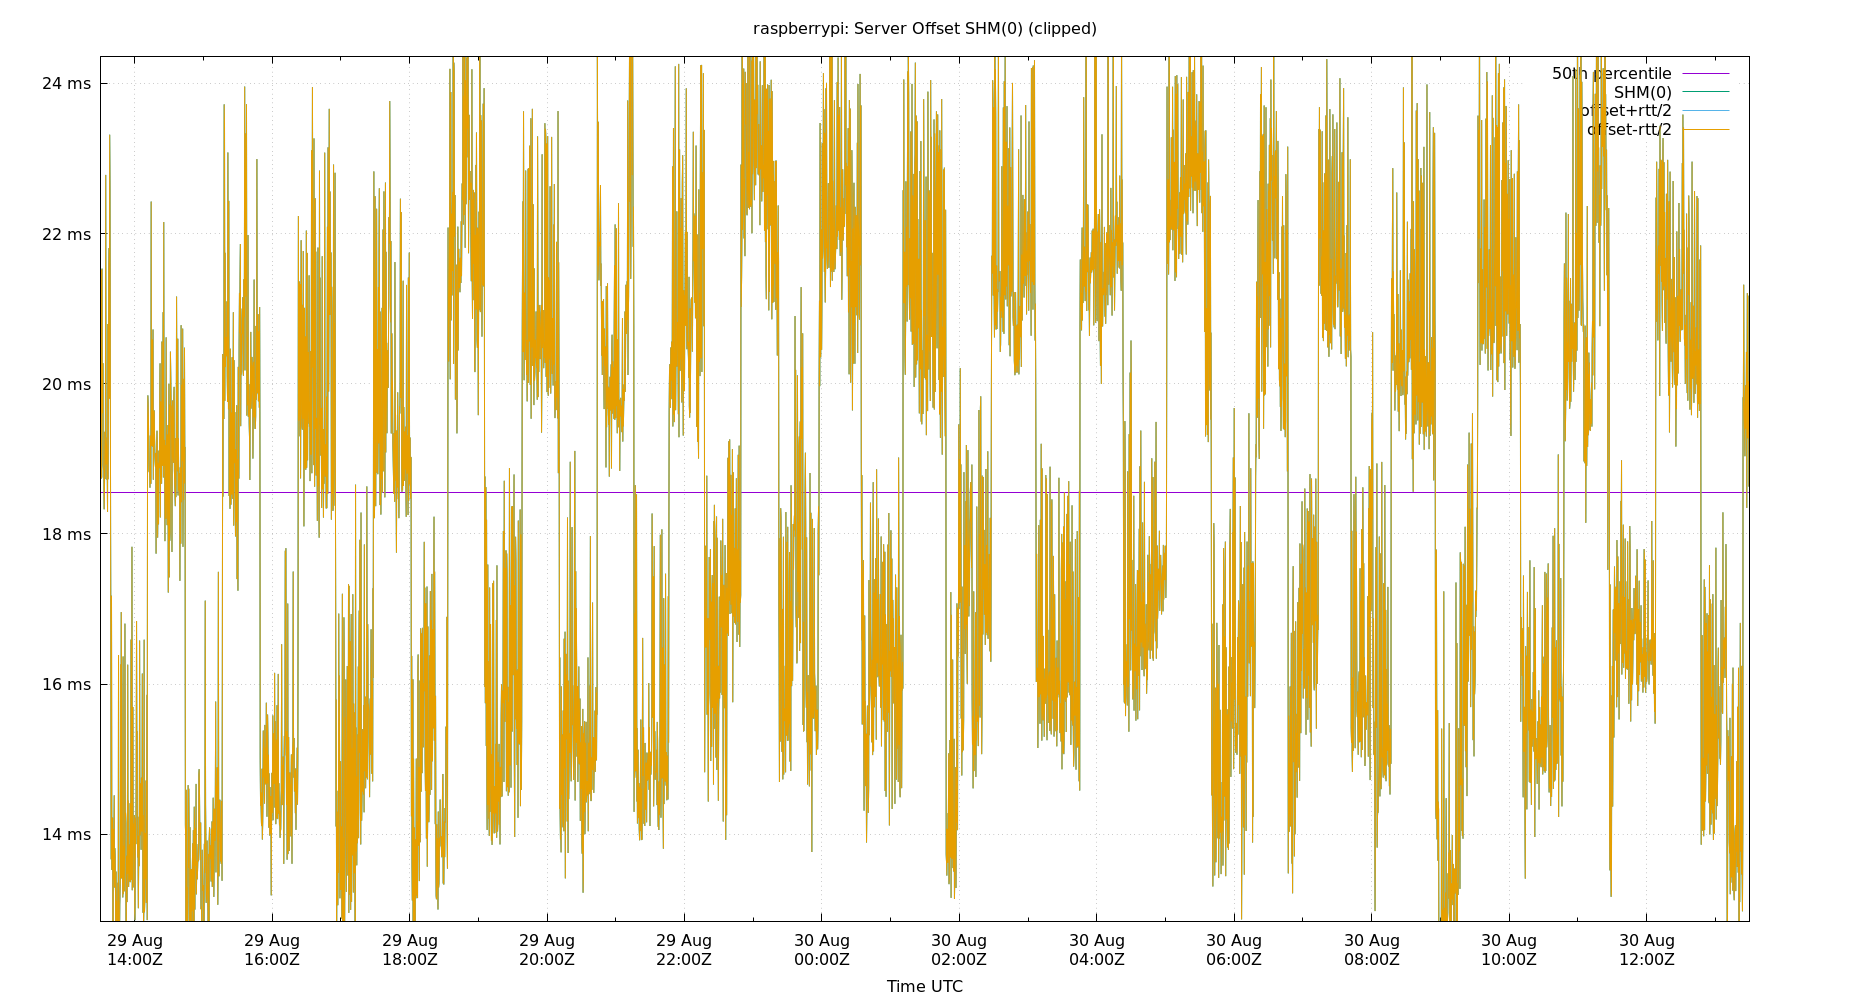 raspberrypi: Server Offset SHM(0) (clipped)
24 ms
22 ms
20 ms
18 ms
16 ms
14 ms
50th percentile
SHM(0)
offset+rtt/2
offset-rtt/2
29 Aug 29 Aug 29 Aug 29 Aug 29 Aug 30 Aug 30 Aug 30 Aug 30 Aug 30 Aug 30 Aug 30 Aug
14:00Z 16:00Z 18:00Z 20:00Z 22:00Z 00:00Z 02:00Z 04:00Z 06:00Z 08:00Z 10:00Z 12:00Z
Time UTC